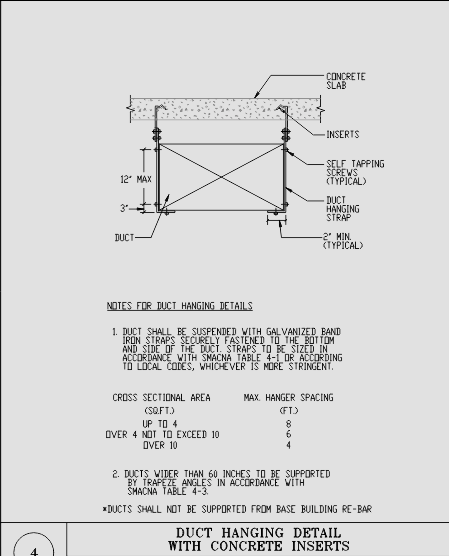 CONCRETE
SLAB
INSERTS
SELF TAPPING
SCREWS
(TYPICAL)
12" MAX
DUCT
HANGING
STRAP
3"
DUCT
2" MIN.
(TYPICAL)
NOTES FOR DUCT HANGING DETAILS
1. DUCT SHALL BE SUSPENDED WITH GALVANIZED BAND
IRON STRAPS SECURELY FASTENED TO THE BOTTOM
AND SIDE OF THE DUCT. STRAPS TO BE SIZED IN
ACCORDANCE WITH SMACNA TABLE 4-1 OR ACCORDING
TO LOCAL CODES, WHICHEVER IS MORE STRINGENT.
CROSS SECTIONAL AREA MAX. HANGER SPACING
(SQ.FT.) (FT.)
UP TO 4 8
OVER 4 NOT TO EXCEED 10 6
OVER 10 4
2. DUCTS WIDER THAN 60 INCHES TO BE SUPPORTED
BY TRAPEZE ANGLES IN ACCORDANCE WITH
SMACNA TABLE 4-3.
*DUCTS SHALL NOT BE SUPPORTED FROM BASE BUILDING RE-BAR
4
DUCT HANGING DETAIL
WITH CONCRETE INSERTS